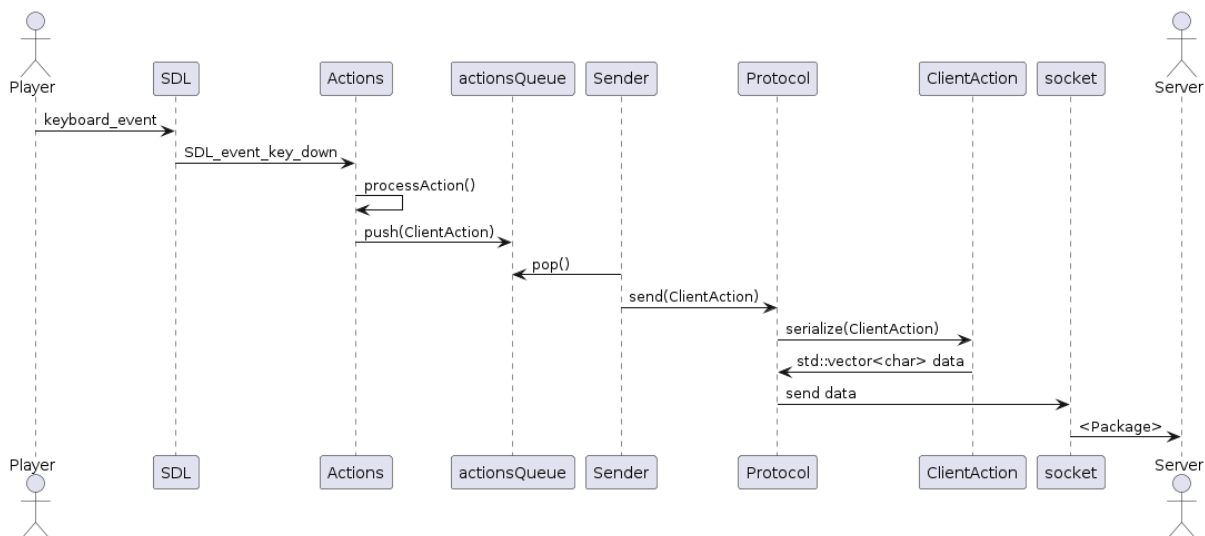 Player
SDL
Actions
actionsQueue
Sender
Protocol
ClientAction
socket
Server
keyboard_event
SDL_event_key_down
processAction()
push(ClientAction)
pop()
send(ClientAction)
serialize(ClientAction)
std::vector<char> data
send data
<Package>
Player
SDL
Actions
actionsQueue
Sender
Protocol
ClientAction
socket
Server